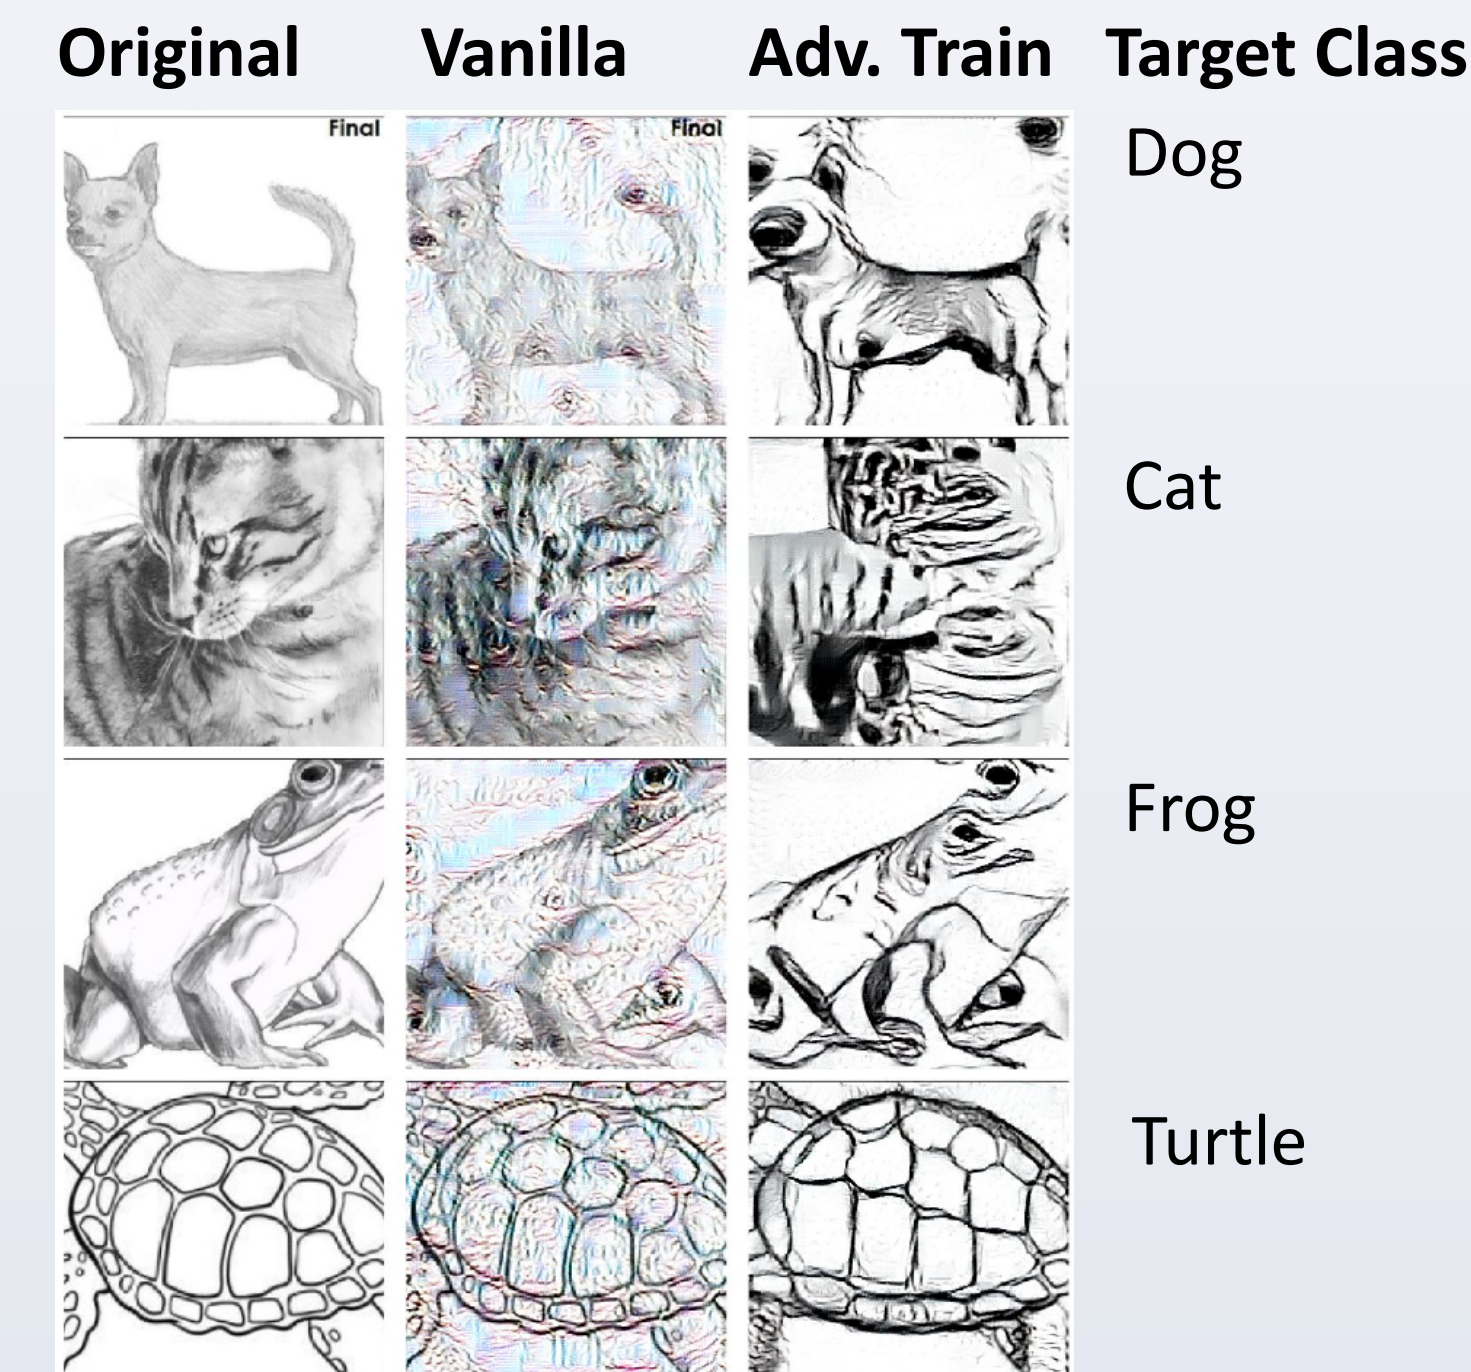 Original Vanilla Adv. Train Target Class
Final Final Dog
Cat
Frog
Turtle